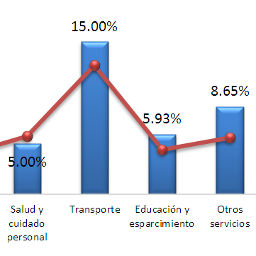 15.00%
8.65%
5.93%
5.00%
Salud y cuidado personal
Transporte
Educación y esparcimiento
Otros servicios